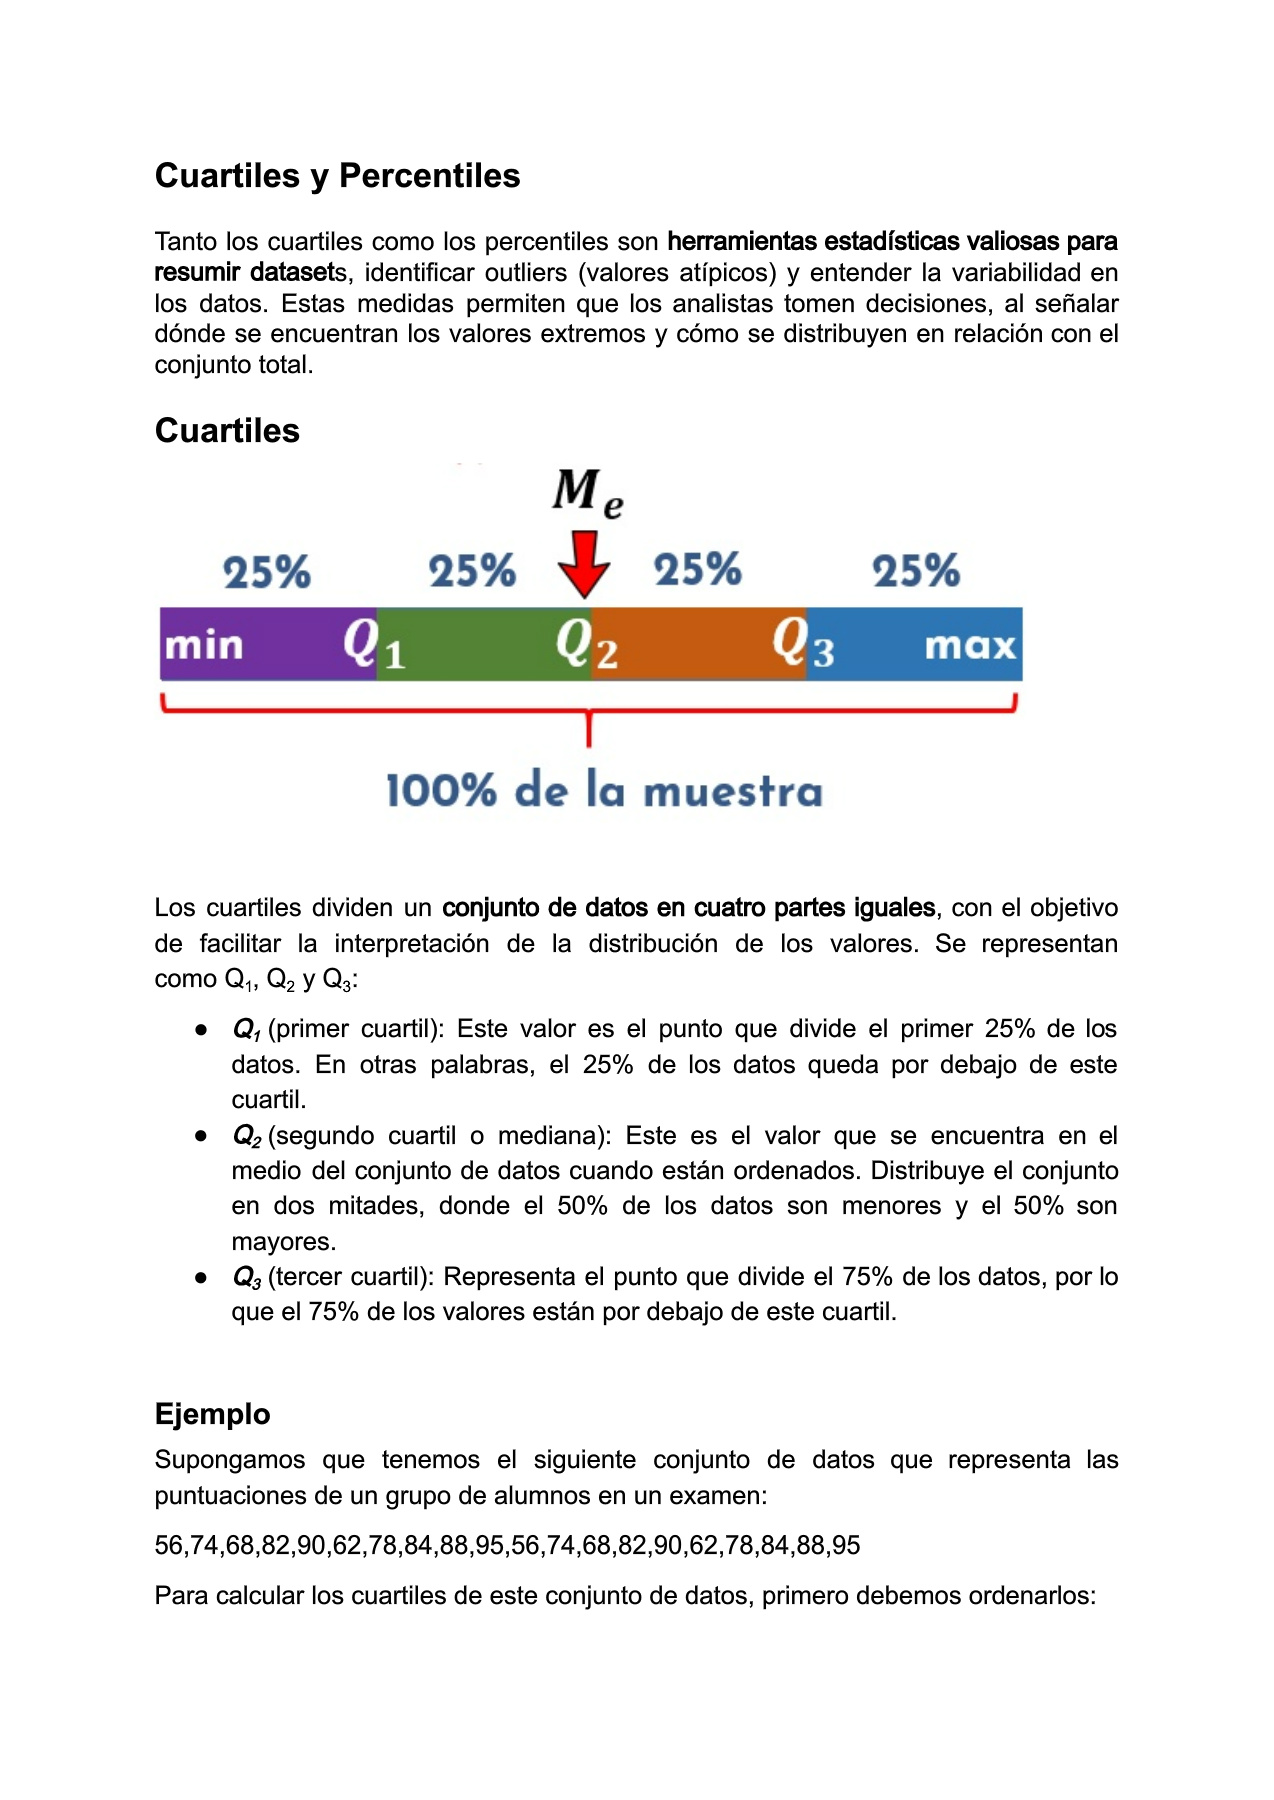 Cuartiles y Percentiles
Tanto los cuartiles como los percentiles son herramientas estadísticas valiosas para
resumir datasets, identificar outliers (valores atípicos) y entender la variabilidad en
los datos. Estas medidas permiten que los analistas tomen decisiones, al señalar
dónde se encuentran los valores extremos y cómo se distribuyen en relación con el
conjunto total.
Cuartiles
Me
25% 25% 25% 25%
min Q1 Q2 Q3 max
100% de la muestra
Los cuartiles dividen un conjunto de datos en cuatro partes iguales, con el objetivo
de facilitar la interpretación de la distribución de los valores. Se representan
como Q1, Q2 y Q3:
● Q1 (primer cuartil): Este valor es el punto que divide el primer 25% de los
datos. En otras palabras, el 25% de los datos queda por debajo de este
cuartil.
● Q2 (segundo cuartil o mediana): Este es el valor que se encuentra en el
medio del conjunto de datos cuando están ordenados. Distribuye el conjunto
en dos mitades, donde el 50% de los datos son menores y el 50% son
mayores.
● Q3 (tercer cuartil): Representa el punto que divide el 75% de los datos, por lo
que el 75% de los valores están por debajo de este cuartil.
Ejemplo
Supongamos que tenemos el siguiente conjunto de datos que representa las
puntuaciones de un grupo de alumnos en un examen:
56,74,68,82,90,62,78,84,88,95,56,74,68,82,90,62,78,84,88,95
Para calcular los cuartiles de este conjunto de datos, primero debemos ordenarlos: